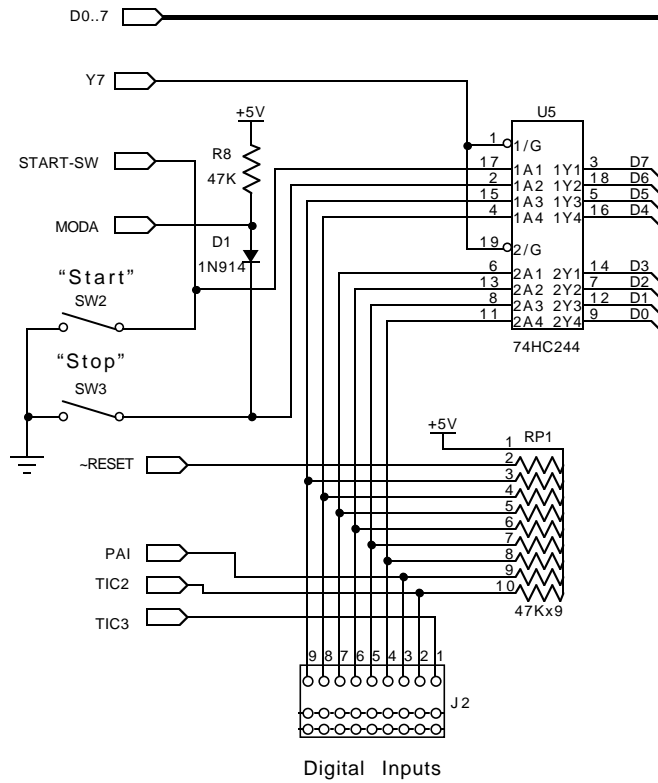 D0..7
Y7
+5V
U5
1 1/G
START-SW
R8
47K
17 1A1 1Y1 3 D7
2 1A2 1Y2 18 D6
15 1A3 1Y3 5 D5
4 1A4 1Y4 16 D4
MODA
D1
1N914
19 2/G
6 2A1 2Y1 14 D3
13 2A2 2Y2 7 D2
8 2A3 2Y3 12 D1
11 2A4 2Y4 9 D0
74HC244
“Start”
SW2
“Stop”
SW3
+5V
RP1
1
~RESET
2
3
4
5
6
7
8
9
10
47Kx9
PAI
TIC2
TIC3
9 8 7 6 5 4 3 2 1
J2
Digital Inputs